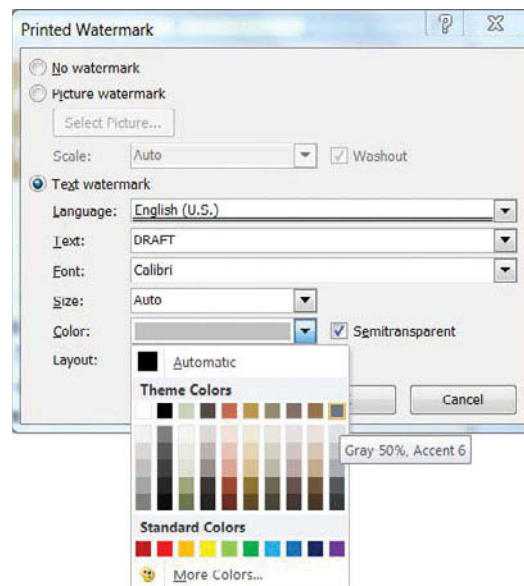 Printed Watermark
No watermark
Picture watermark
Select Picture...
Scale: Auto Washout
Text watermark
Language: English (U.S.)
Text: DRAFT
Font: Calibri
Size: Auto
Color: Semitransparent
Layout:
Automatic
Theme Colors
Cancel
Gray 50%, Accent 6
Standard Colors
More Colors...